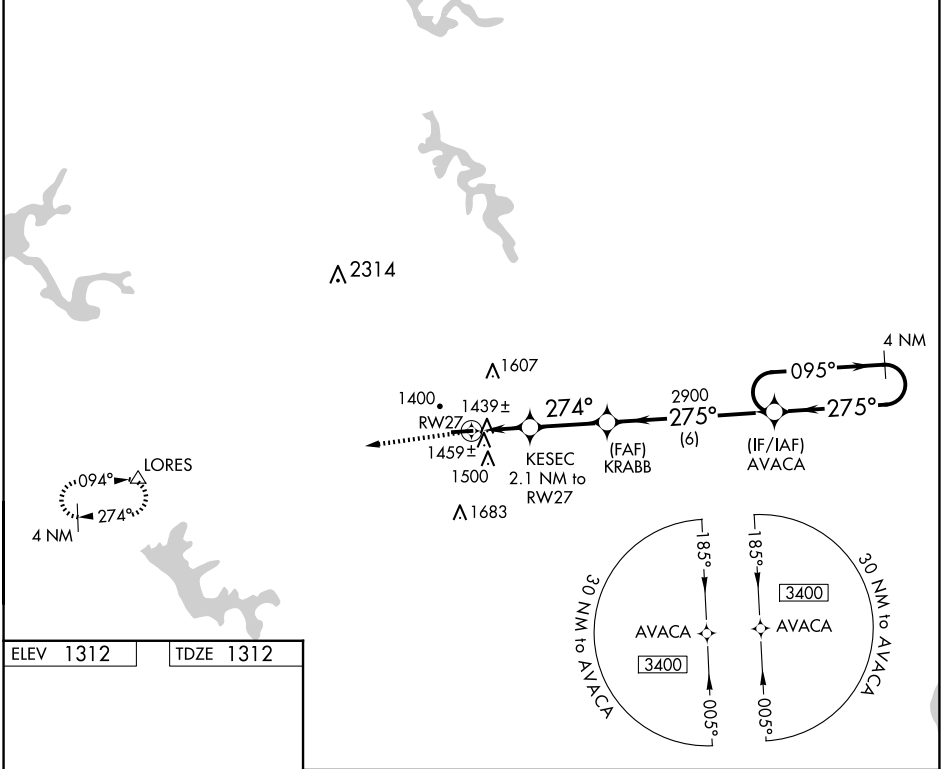 2314
4 NM
1607
095°
1400
1439±
RW27
274°
2900
275°
(6)
275°
1459±
1500
KESEC
2.1 NM to
RW27
(FAF)
KRABB
(IF/IAF)
AVACA
LORES
094°
274°
4 NM
1683
185°
185°
30 NM to AVACA
30 NM to AVACA
3400
AVACA
AVACA
3400
005°
005°
ELEV 1312
TDZE 1312